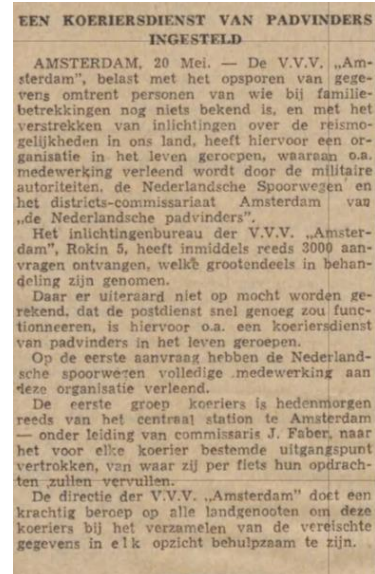 EEN KOERIERSDIENST VAN PADVINDERS
INGESTELD
AMSTERDAM, 20 Mei. — De V.V.V. „Am-
sterdam”, belast met het opsporen van gege-
vens omtrent personen van wie bij familie-
betrekkingen nog niets bekend is, en met het
verstrekken van inlichtingen over de reismo-
gelijkheden in ons land, heeft hiervoor een or-
ganisatie in het leven geroepen, waaraan o.a.
medewerking verleend wordt door de militaire
autoriteiten, de Nederlandsche Spoorwegen en
het districts-commissariaat Amsterdam van
„de Nederlandsche padvinders”.
Het inlichtingenbureau der V.V.V. „Amster-
dam”, Rokin 5, heeft inmiddels reeds 3000 aan-
vragen ontvangen, welke grootendeels in behan-
deling zijn genomen.
Daar er uiteraard niet op mocht worden ge-
rekend, dat de postdienst snel genoeg zou func-
tionneeren, is hiervoor o.a. een koeriersdienst
van padvinders in het leven geroepen.
Op de eerste aanvraag hebben de Nederland-
sche spoorwegen volledige medewerking aan
deze organisatie verleend.
De eerste groep koeriers is hedenmorgen
reeds van het centraal station te Amsterdam
— onder leiding van commissaris J. Faber, naar
het voor elke koerier bestemde uitgangspunt
vertrokken, van waar zij per fiets hun opdrach-
ten zullen vervullen.
De directie der V.V.V. „Amsterdam” doet een
krachtig beroep op alle landgenooten om deze
koeriers bij het verzamelen van de vereischte
gegevens in elk opzicht behulpzaam te zijn.